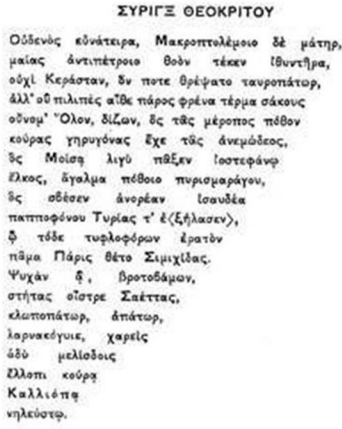 ΣΥΡΙΓΞ ΘΕΟΚΡΙΤΟΥ
Οὐδενὸς εὐνάτειρα, Μακροπτολέμοιο δὲ μάτηρ,
μαίας ἀντιπέτροιο θοὸν τέκεν ἰθυντῆρα,
οὐχὶ Κεράσταν, ὅν ποτε θρέψατο ταυροπάτωρ,
ἀλλ' οὗ πιλιπὲς αἶθε πάρος φρένα τέρμα σάκους
οὔνομ' Ὅλον, δίζων, ὃς τᾶς μέροπος πόθον
κούρας γηρυγόνας ἔχε τᾶς ἀνεμώδεος,
ὃς Μοίσᾳ λιγὺ πᾶξεν ἰοστεφάνῳ
ἕλκος, ἄγαλμα πόθοιο πυρισμαράγου,
ὃς σβέσεν ἀνορέαν ἰσαυδέα
παπποφόνου Τυρίας τ' ἐ⟨ξήλασεν⟩,
ᾧ τόδε τυφλοφόρων ἐρατὸν
πᾶμα Πάρις θέτο Σιμιχίδας.
Ψυχὰν ᾇ, βροτοβάμων,
στήτας οἶστρε Σαέττας,
κλωποπάτωρ, ἀπάτωρ,
λαρνακόγυιε, χαρεὶς
ἁδὺ μελίσδοις
ἔλλοπι κούρᾳ
Καλλιόπᾳ
νηλεύστῳ.